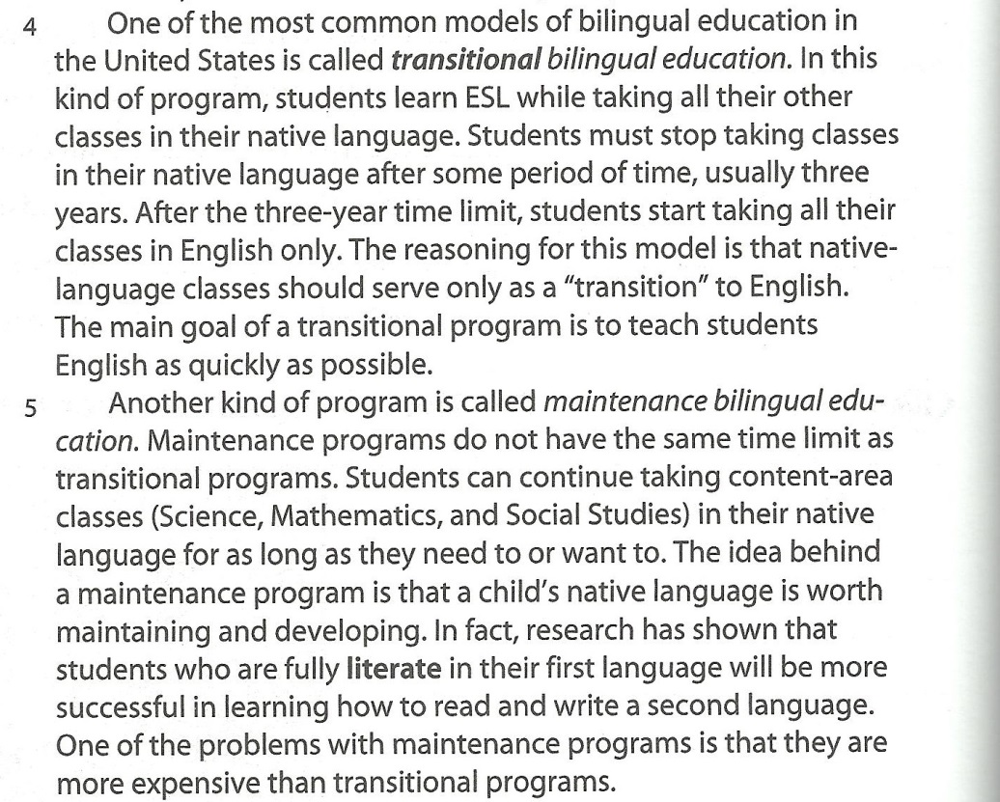 4 One of the most common models of bilingual education in
the United States is called transitional bilingual education. In this
kind of program, students learn ESL while taking all their other
classes in their native language. Students must stop taking classes
in their native language after some period of time, usually three
years. After the three-year time limit, students start taking all their
classes in English only. The reasoning for this model is that native-
language classes should serve only as a “transition” to English.
The main goal of a transitional program is to teach students
English as quickly as possible.
5 Another kind of program is called maintenance bilingual edu-
cation. Maintenance programs do not have the same time limit as
transitional programs. Students can continue taking content-area
classes (Science, Mathematics, and Social Studies) in their native
language for as long as they need to or want to. The idea behind
a maintenance program is that a child’s native language is worth
maintaining and developing. In fact, research has shown that
students who are fully literate in their first language will be more
successful in learning how to read and write a second language.
One of the problems with maintenance programs is that they are
more expensive than transitional programs.